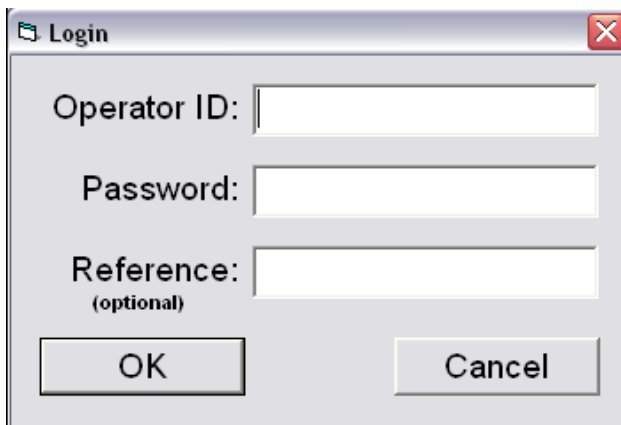 Login
Operator ID:
Password:
Reference:
(optional)
OK Cancel